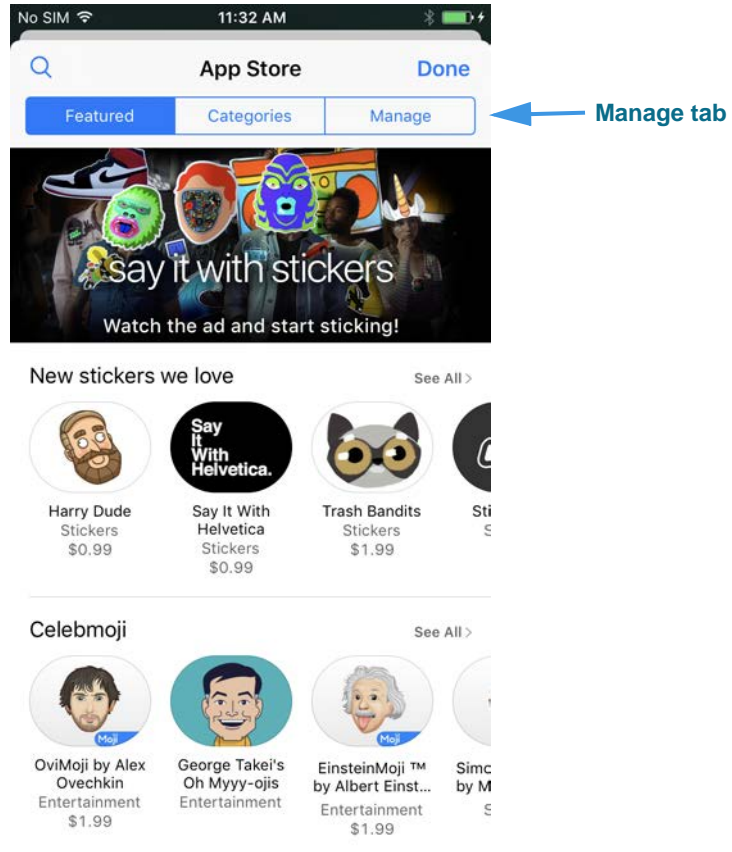 No SIM 11:32 AM
App Store Done
Featured Categories Manage
Manage tab
say it with stickers
Watch the ad and start sticking!
New stickers we love See All >
Say
It
With
Helvetica.
Harry Dude
Stickers
$0.99
Say It With
Helvetica
Stickers
$0.99
Trash Bandits
Stickers
$1.99
Sti
S
Celebmoji See All >
Moji
Moji
OviMoji by Alex
Ovechkin
Entertainment
$1.99
George Takei's
Oh Myyy-ojis
Entertainment
EinsteinMoji ™
by Albert Einst...
Entertainment
$1.99
Simo
by M
S